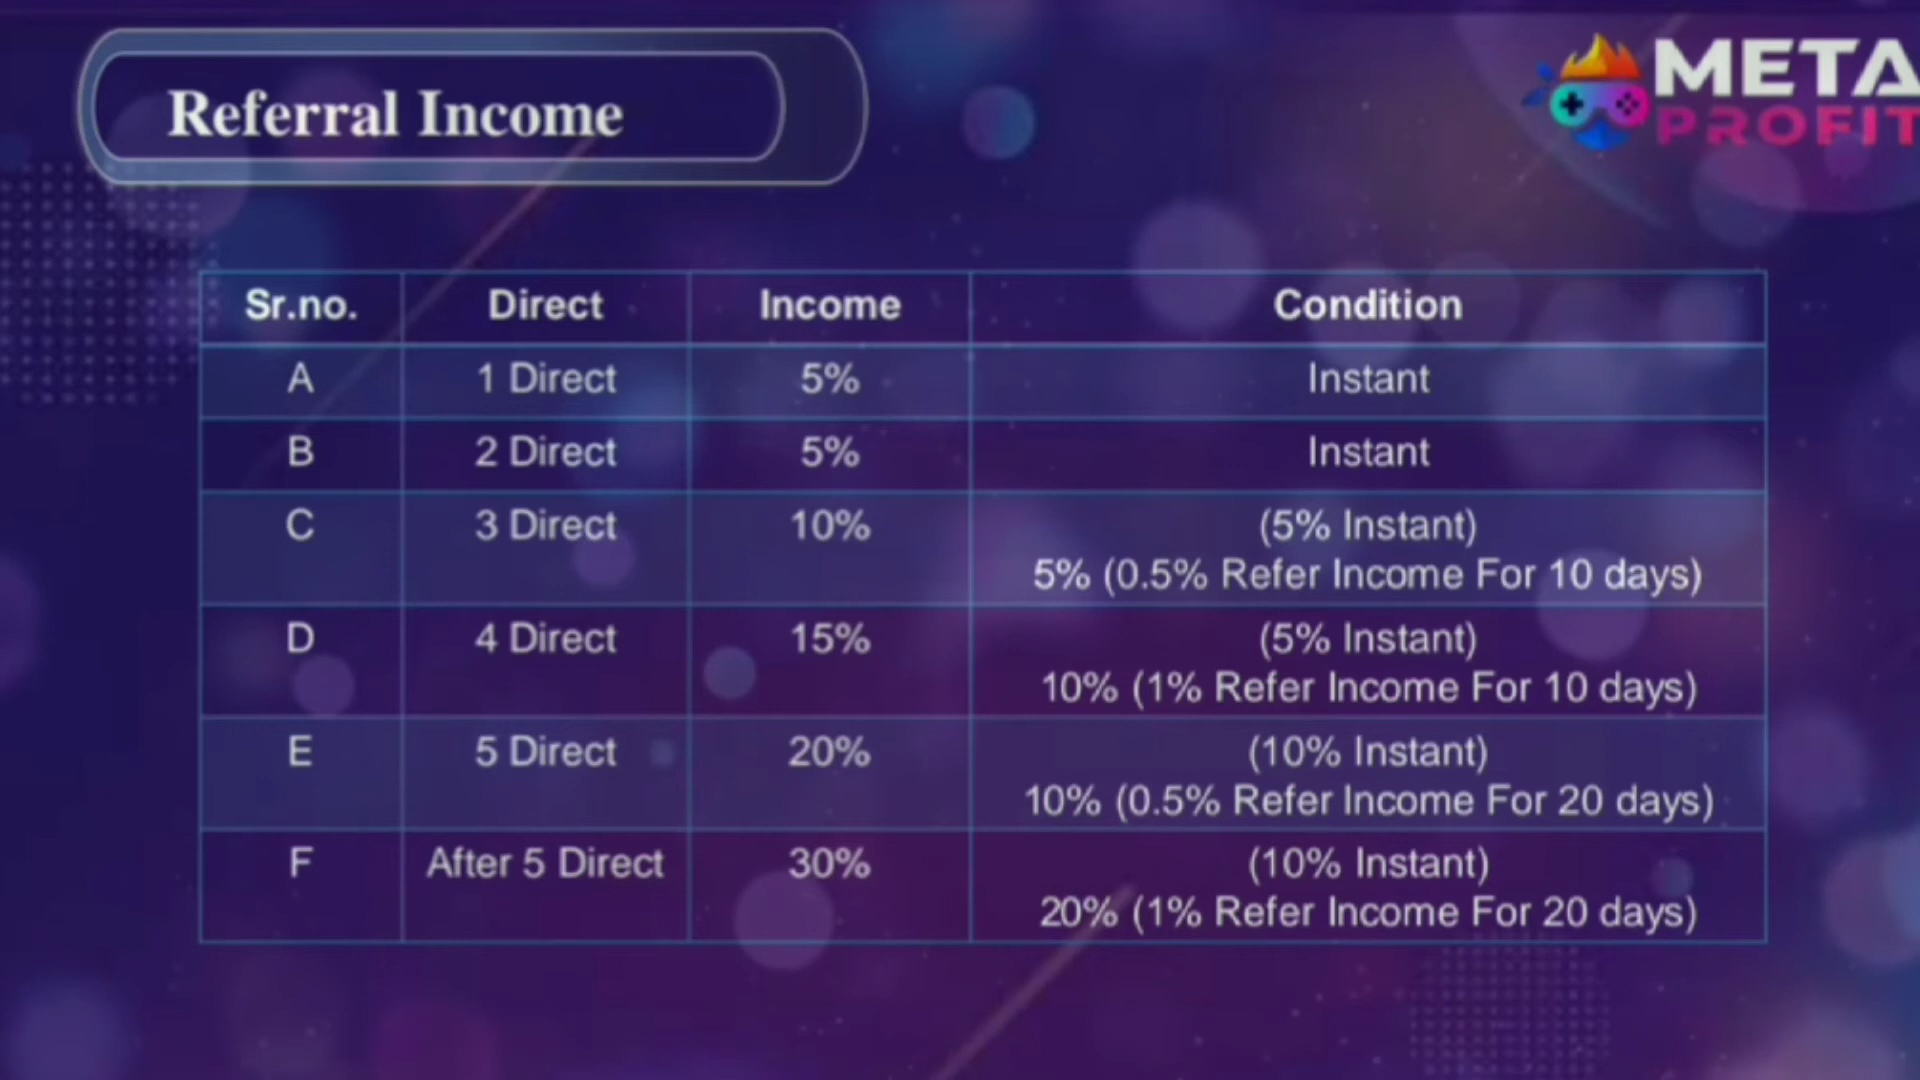 Referral Income
META
PROFIT
Sr.no. Direct Income Condition
A 1 Direct 5% Instant
B 2 Direct 5% Instant
C 3 Direct 10% (5% Instant)
5% (0.5% Refer Income For 10 days)
D 4 Direct 15% (5% Instant)
10% (1% Refer Income For 10 days)
E 5 Direct 20% (10% Instant)
10% (0.5% Refer Income For 20 days)
F After 5 Direct 30% (10% Instant)
20% (1% Refer Income For 20 days)